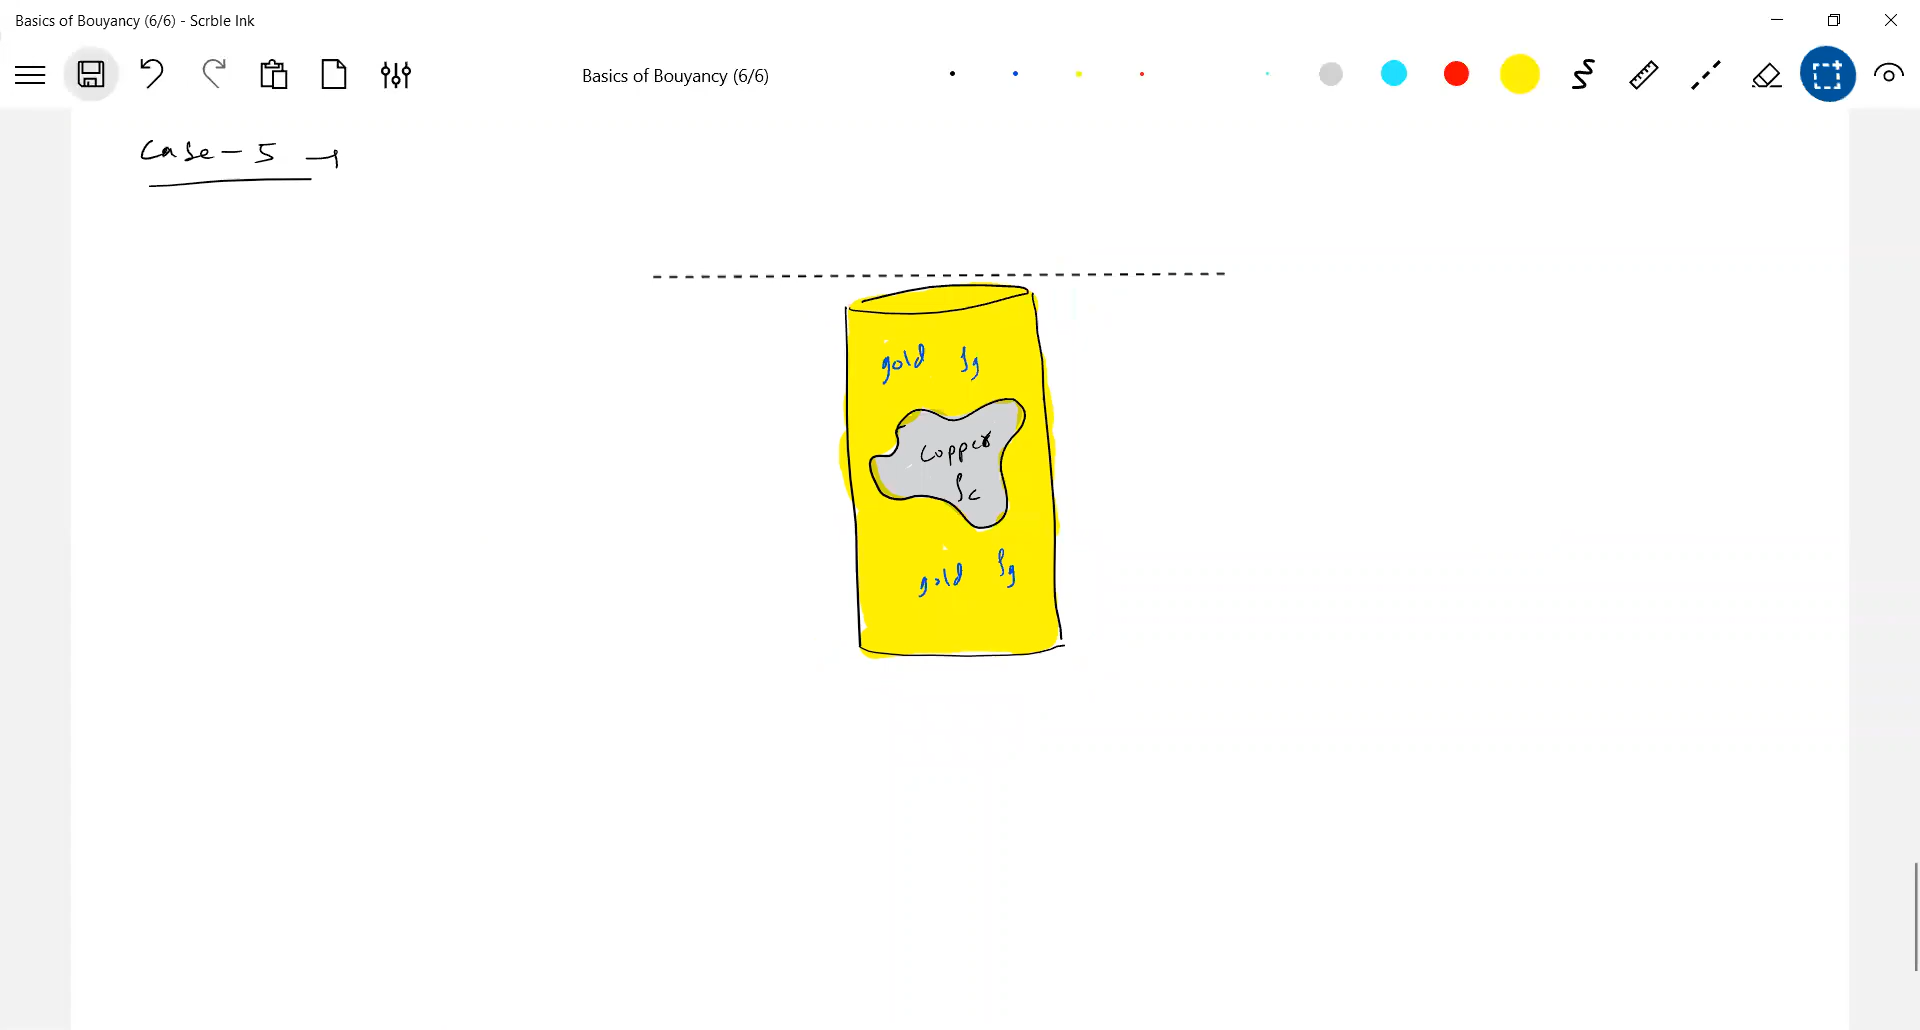 Basics of Bouyancy (6/6) - Scrble Ink
Basics of Bouyancy (6/6)
Case - 5 →
gold ρg
Copper
ρc
gold ρg